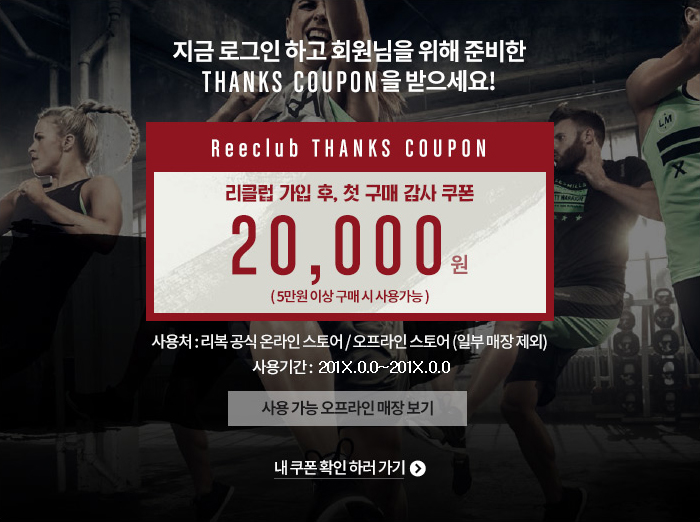 지금 로그인 하고 회원님을 위해 준비한
THANKS COUPON을 받으세요!
Reeclub THANKS COUPON
리클럽 가입 후, 첫 구매 감사 쿠폰
20,000원
( 5만원 이상 구매 시 사용가능 )
사용처 : 리복 공식 온라인 스토어 / 오프라인 스토어 (일부 매장 제외)
사용기간 : 201X.0.0~201X.0.0
사용 가능 오프라인 매장 보기
내 쿠폰 확인 하러 가기
LM